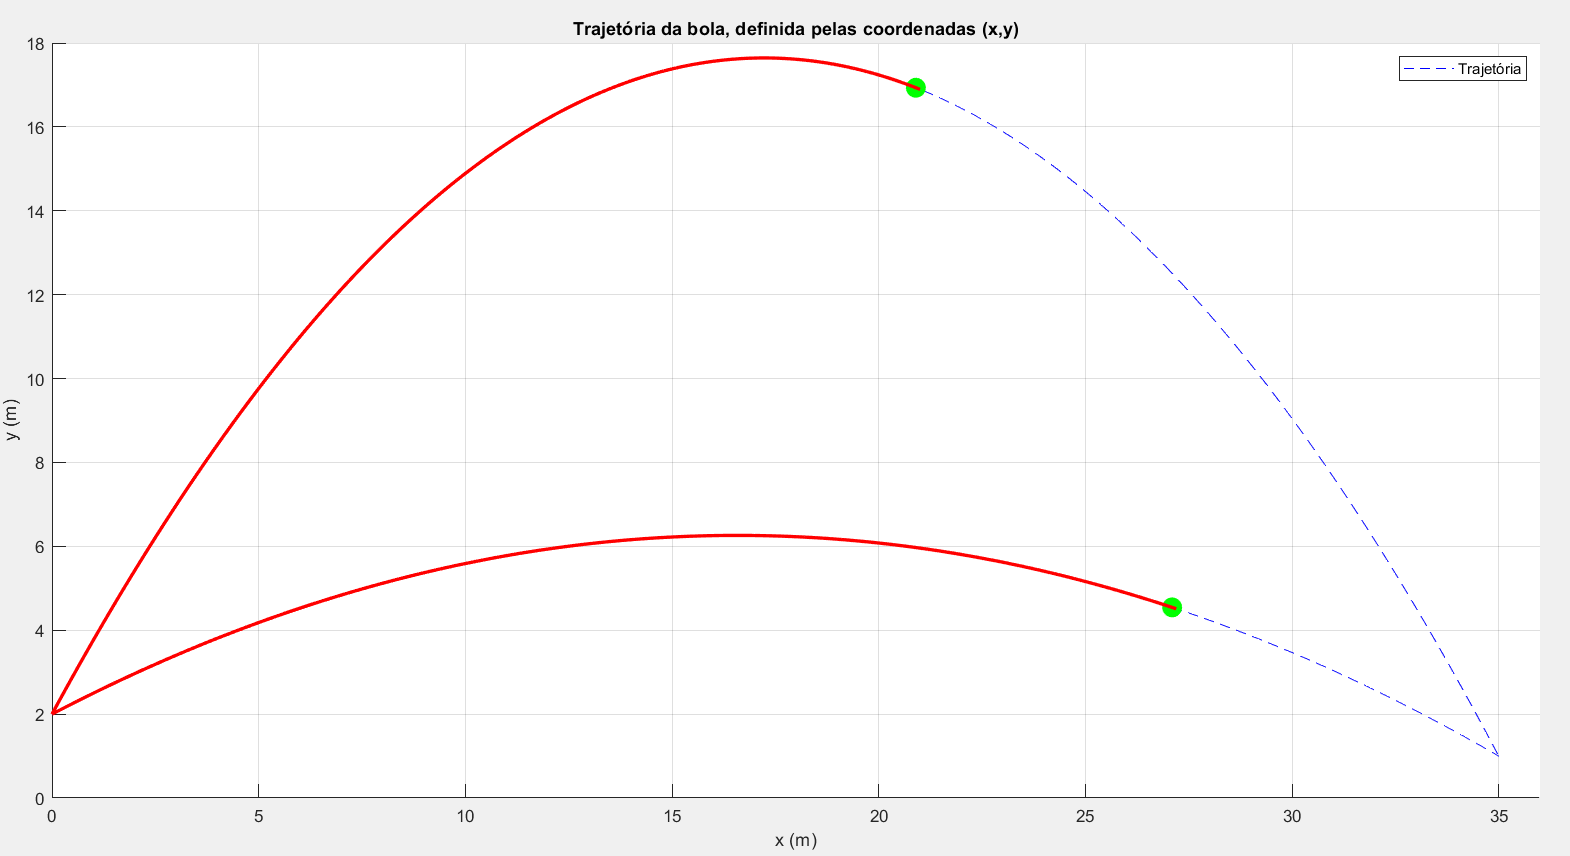 Trajetória da bola, definida pelas coordenadas (x,y)
Trajetória
18
16
14
12
10
8
6
4
2
0
y (m)
0 5 10 15 20 25 30 35
x (m)